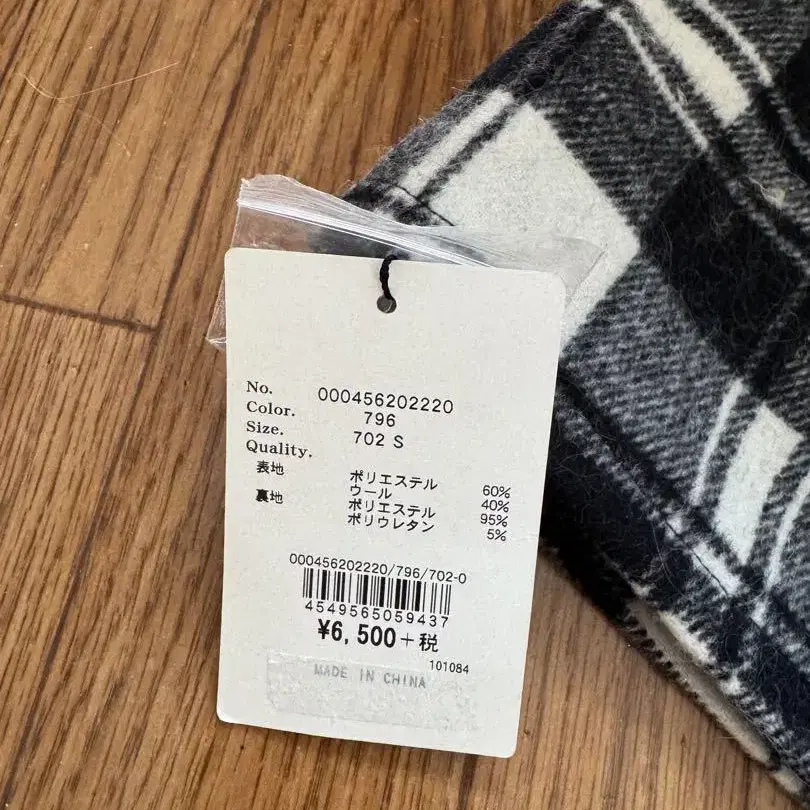 No. 000456202220
Color. 796
Size. 702 S
Quality.
表地 ポリエステル 60%
ウール 40%
裏地 ポリエステル 95%
ポリウレタン 5%
000456202220/796/702-0
4549565059437
¥6,500+税
101084
MADE IN CHINA